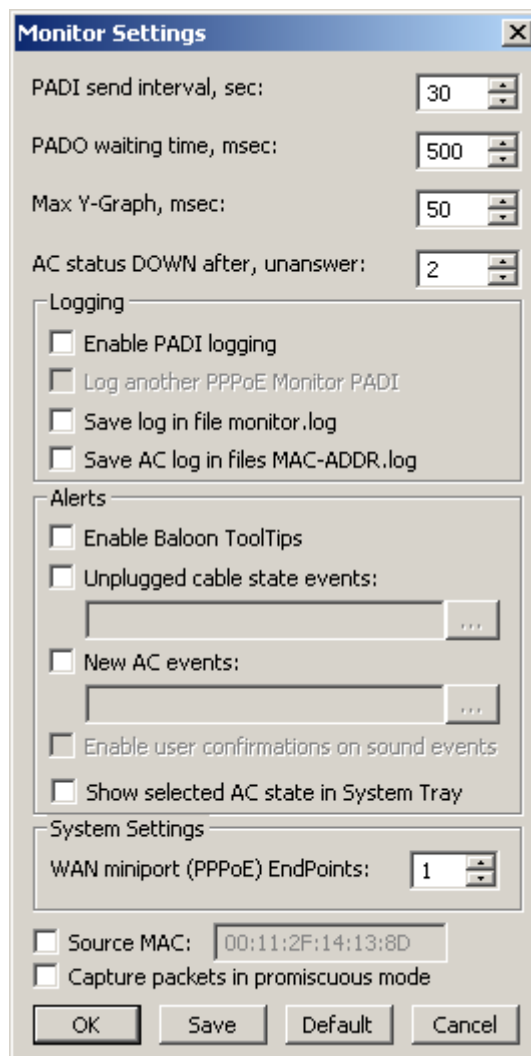 Monitor Settings
PADI send interval, sec: 30
PADO waiting time, msec: 500
Max Y-Graph, msec: 50
AC status DOWN after, unanswer: 2
Logging
Enable PADI logging
Log another PPPoE Monitor PADI
Save log in file monitor.log
Save AC log in files MAC-ADDR.log
Alerts
Enable Baloon ToolTips
Unplugged cable state events:
...
New AC events:
...
Enable user confirmations on sound events
Show selected AC state in System Tray
System Settings
WAN miniport (PPPoE) EndPoints: 1
Source MAC: 00:11:2F:14:13:8D
Capture packets in promiscuous mode
OK Save Default Cancel